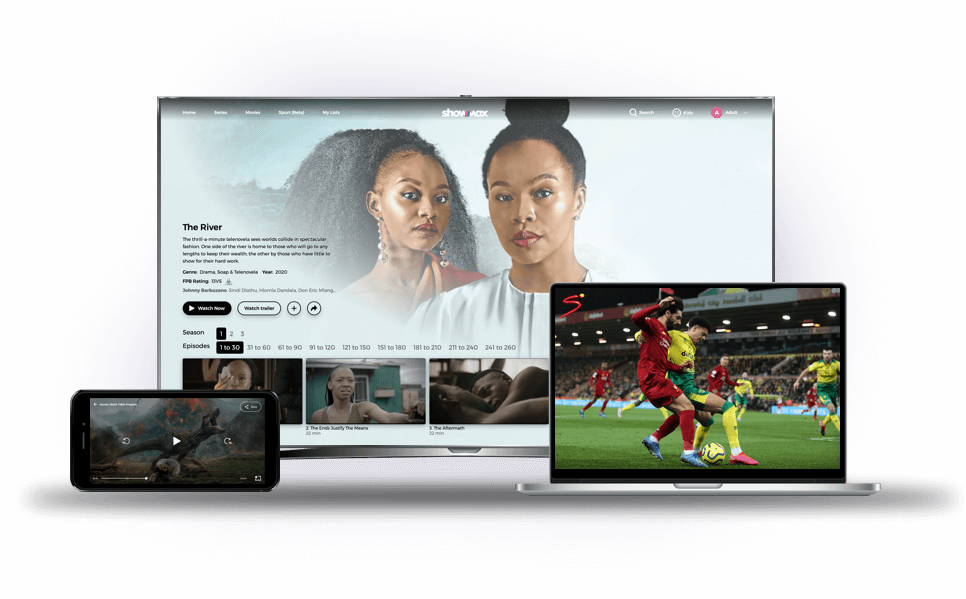 Home Series Movies Sport (Beta) My Lists showmax Search Kids A Adult
The River
The thrill-a-minute telenovela sees worlds collide in spectacular
fashion. One side of the river is home to those who will go to any
lengths to keep their wealth; the other by those who have little to
show for their hard work
Genre: Drama, Soap & Telenovela Year: 2020
FPB Rating: 13VS
Johnny Barbuzano, Sindi Dlathu, Hlomla Dandala, Don Eric Mlang..
Watch Now Watch trailer
Season 1 2 3
Episodes 1 to 30 31 to 60 61 to 90 91 to 120 121 to 150 151 to 180 181 to 210 211 to 240 241 to 260
2. The Ends Justify The Means
22 min
3. The Aftermath
22 min